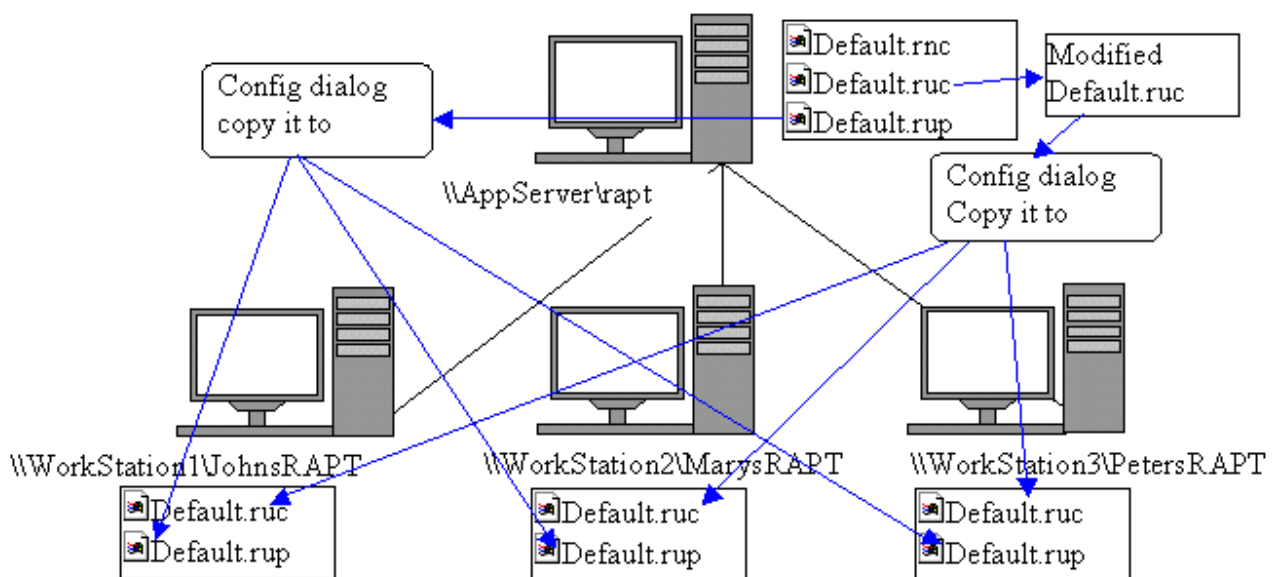 Default.rnc
Default.ruc
Default.rup
Modified
Default.ruc
Config dialog
copy it to
\\AppServer\rapt
Config dialog
Copy it to
\\WorkStation1\JohnsRAPT
Default.ruc
Default.rup
\\WorkStation2\MarysRAPT
Default.ruc
Default.rup
\\WorkStation3\PetersRAPT
Default.ruc
Default.rup